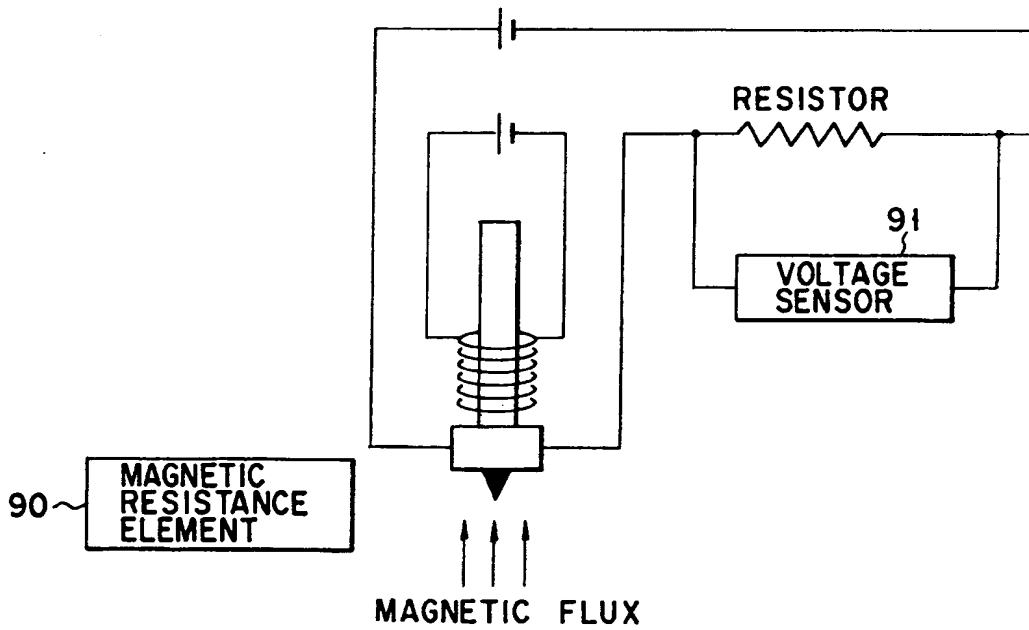 RESISTOR
91
VOLTAGE
SENSOR
90
MAGNETIC
RESISTANCE
ELEMENT
MAGNETIC FLUX